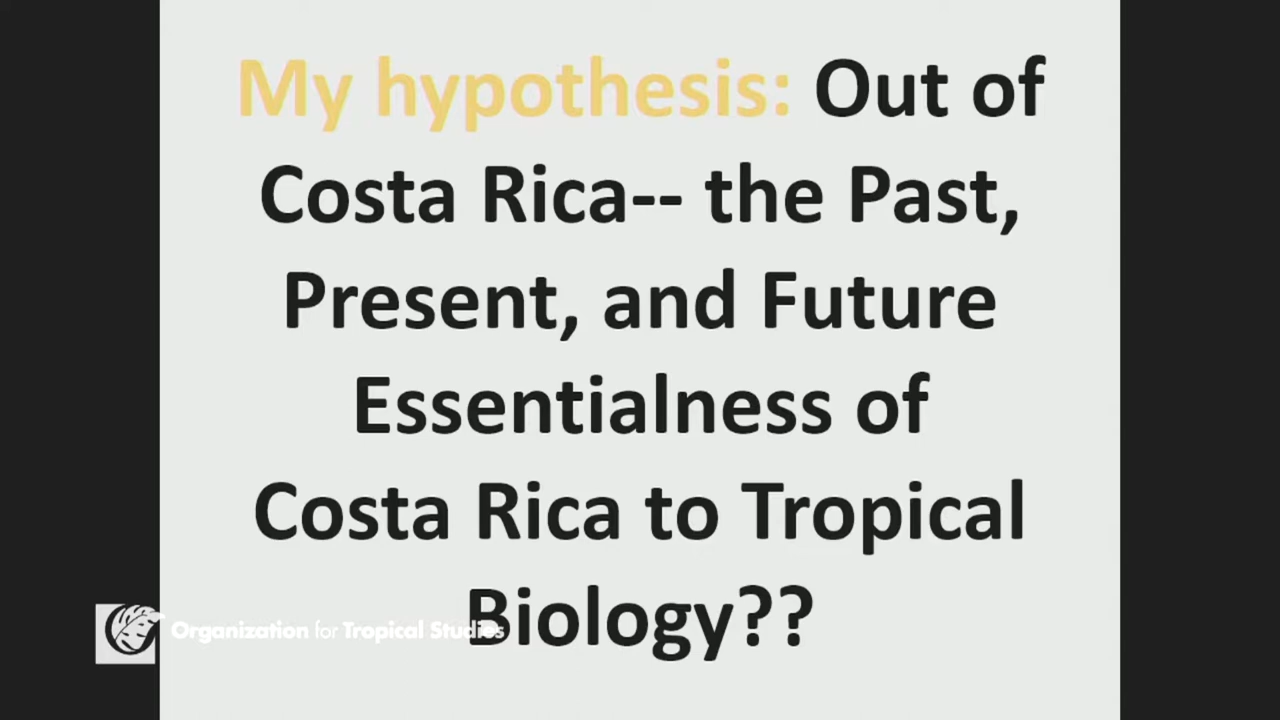 My hypothesis: Out of
Costa Rica-- the Past,
Present, and Future
Essentialness of
Costa Rica to Tropical
Biology??
Organization for Tropical Studies